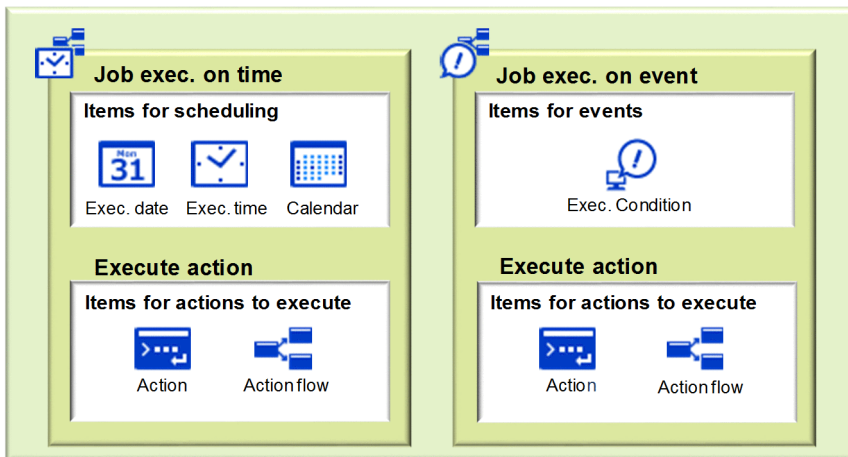 Job exec. on time
Items for scheduling
Mon
31
Exec. date
Exec. time
Calendar
Execute action
Items for actions to execute
Action
Action flow
Job exec. on event
Items for events
Exec. Condition
Execute action
Items for actions to execute
Action
Action flow